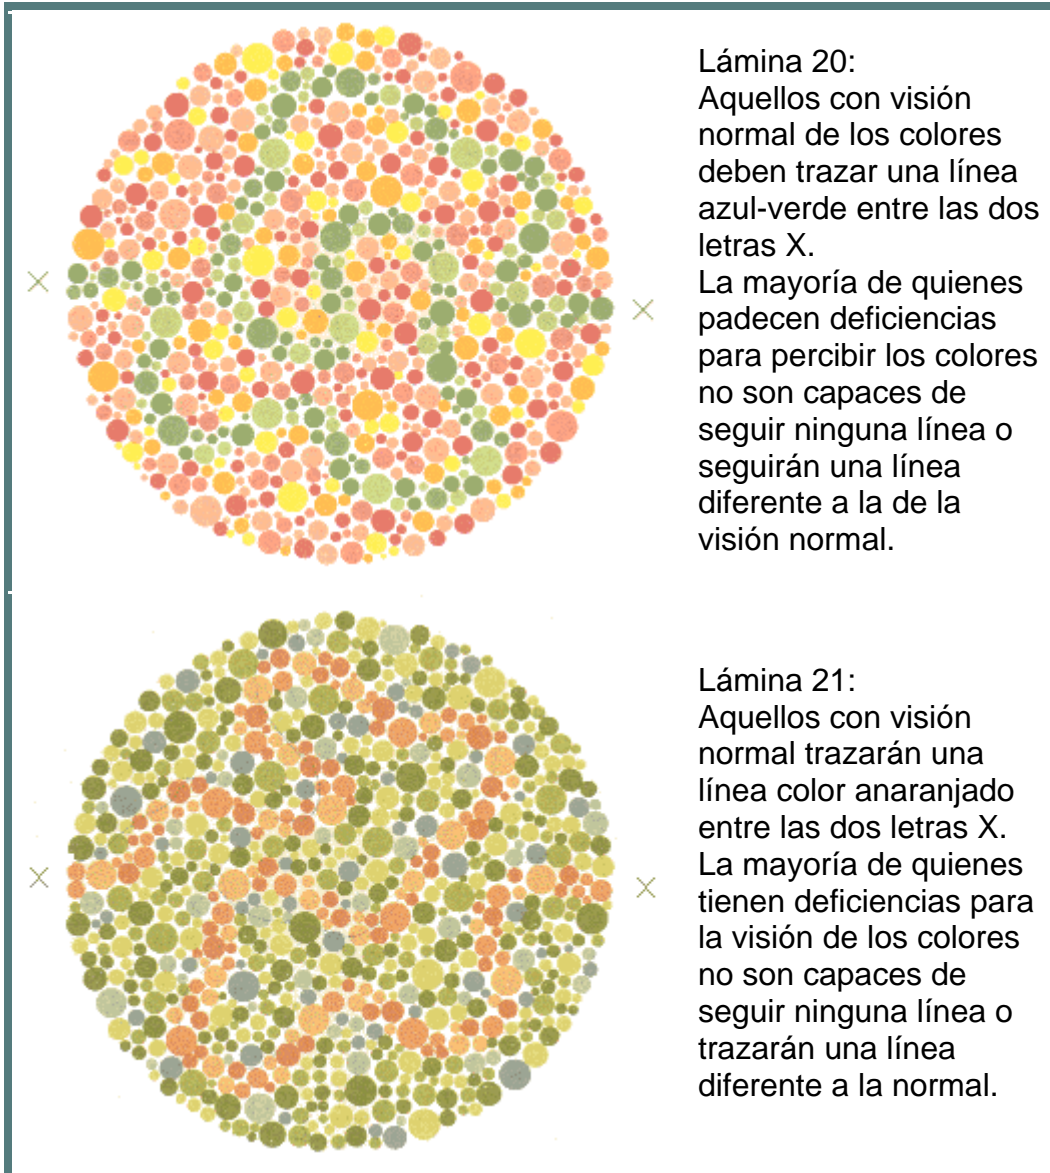 Lámina 20:
Aquellos con visión
normal de los colores
deben trazar una línea
azul-verde entre las dos
letras X.
La mayoría de quienes
padecen deficiencias
para percibir los colores
no son capaces de
seguir ninguna línea o
seguirán una línea
diferente a la de la
visión normal.
X
X
Lámina 21:
Aquellos con visión
normal trazarán una
línea color anaranjado
entre las dos letras X.
La mayoría de quienes
tienen deficiencias para
la visión de los colores
no son capaces de
seguir ninguna línea o
trazarán una línea
diferente a la normal.
X
X